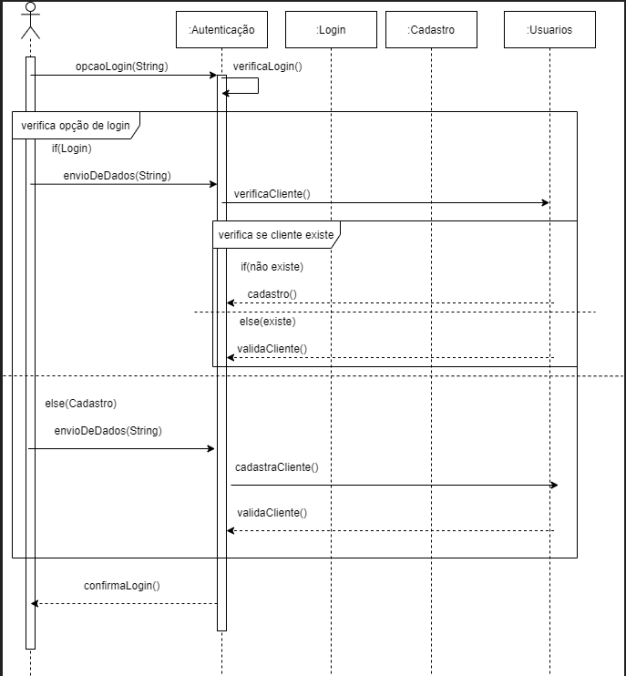 :Autenticação
:Login
:Cadastro
:Usuarios
opcaoLogin(String)
verificaLogin()
verifica opção de login
if(Login)
envioDeDados(String)
verificaCliente()
verifica se cliente existe
if(não existe)
cadastro()
else(existe)
validaCliente()
else(Cadastro)
envioDeDados(String)
cadastraCliente()
validaCliente()
confirmaLogin()